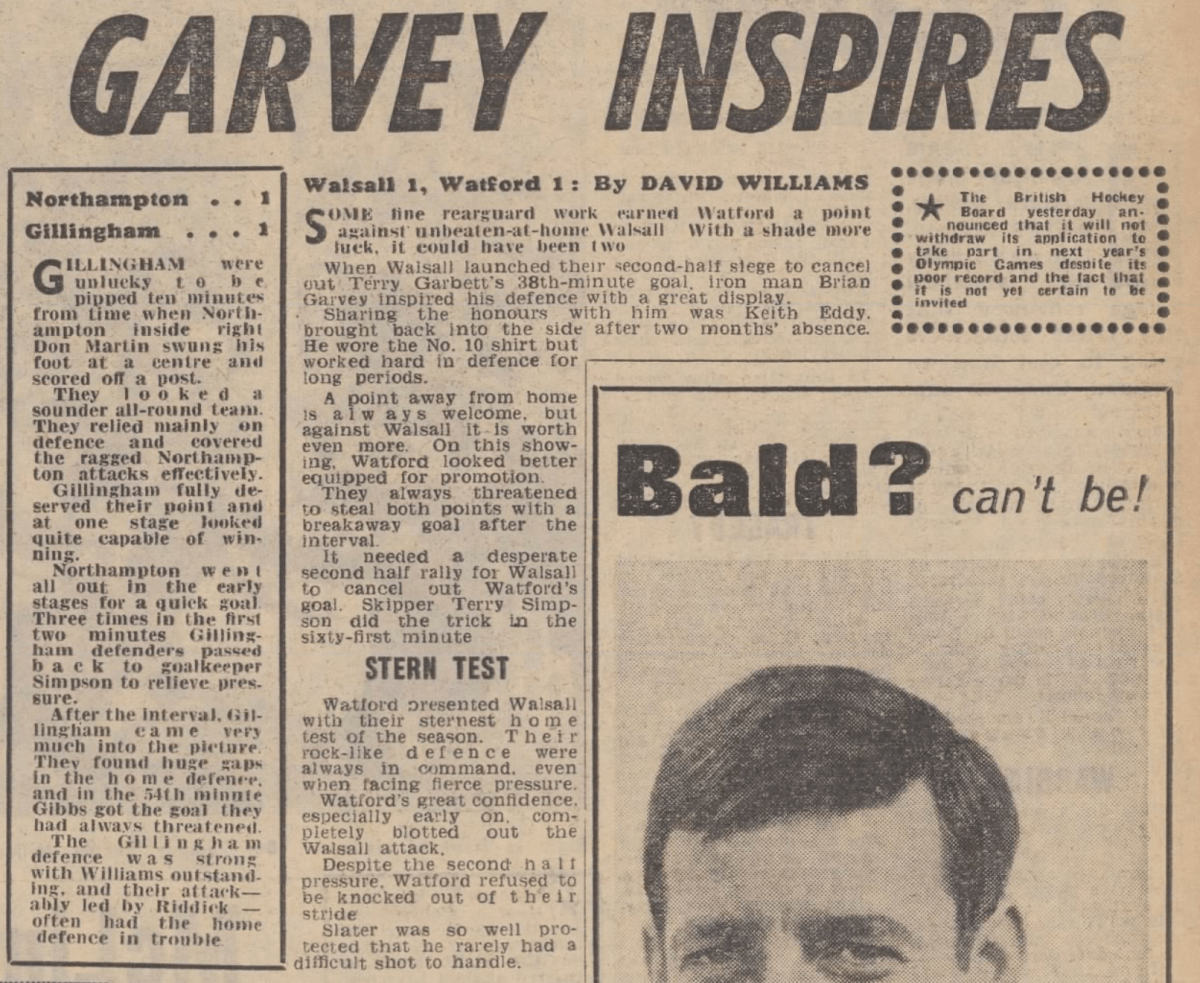 GARVEY INSPIRES
Northampton . . 1
Gillingham . . . 1
GILLINGHAM were
unlucky to be
pipped ten minutes
from time when North-
ampton inside right
Don Martin swung his
foot at a centre and
scored off a post.
They looked a
sounder all-round team.
They relied mainly on
defence and covered
the ragged Northamp-
ton attacks effectively.
Gillingham fully de-
served their point and
at one stage looked
quite capable of win-
ning.
Northampton went
all out in the early
stages for a quick goal.
Three times in the first
two minutes Gilling-
ham defenders passed
back to goalkeeper
Simpson to relieve pres-
sure.
After the interval, Gil-
lingham came very
much into the picture.
They found huge gaps
in the home defence,
and in the 54th minute
Gibbs got the goal they
had always threatened.
The Gillingham
defence was strong
with Williams outstand-
ing, and their attack—
ably led by Riddick —
often had the home
defence in trouble
Walsall 1, Watford 1: By DAVID WILLIAMS
SOME fine rearguard work earned Watford a point
against unbeaten-at-home Walsall With a shade more
luck, it could have been two
When Walsall launched their second-half siege to cancel
out Terry Garbett's 38th-minute goal, iron man Brian
Garvey inspired his defence with a great display.
Sharing the honours with him was Keith Eddy,
brought back into the side after two months' absence.
He wore the No. 10 shirt but
worked hard in defence for
long periods.
A point away from home
is always welcome, but
against Walsall it is worth
even more. On this show-
ing, Watford looked better
equipped for promotion.
They always threatened
to steal both points with a
breakaway goal after the
interval.
It needed a desperate
second half rally for Walsall
to cancel out Watford's
goal. Skipper Terry Simp-
son did the trick in the
sixty-first minute
STERN TEST
Watford presented Walsall
with their sternest home
test of the season. Their
rock-like defence were
always in command, even
when facing fierce pressure.
Watford's great confidence,
especially early on, com-
pletely blotted out the
Walsall attack.
Despite the second half
pressure, Watford refused to
be knocked out of their
stride
Slater was so well pro-
tected that he rarely had a
difficult shot to handle.
★ The British Hockey
Board yesterday an-
nounced that it will not
withdraw its application to
take part in next year's
Olympic Games despite its
poor record and the fact that
it is not yet certain to be
invited
Bald? can't be!